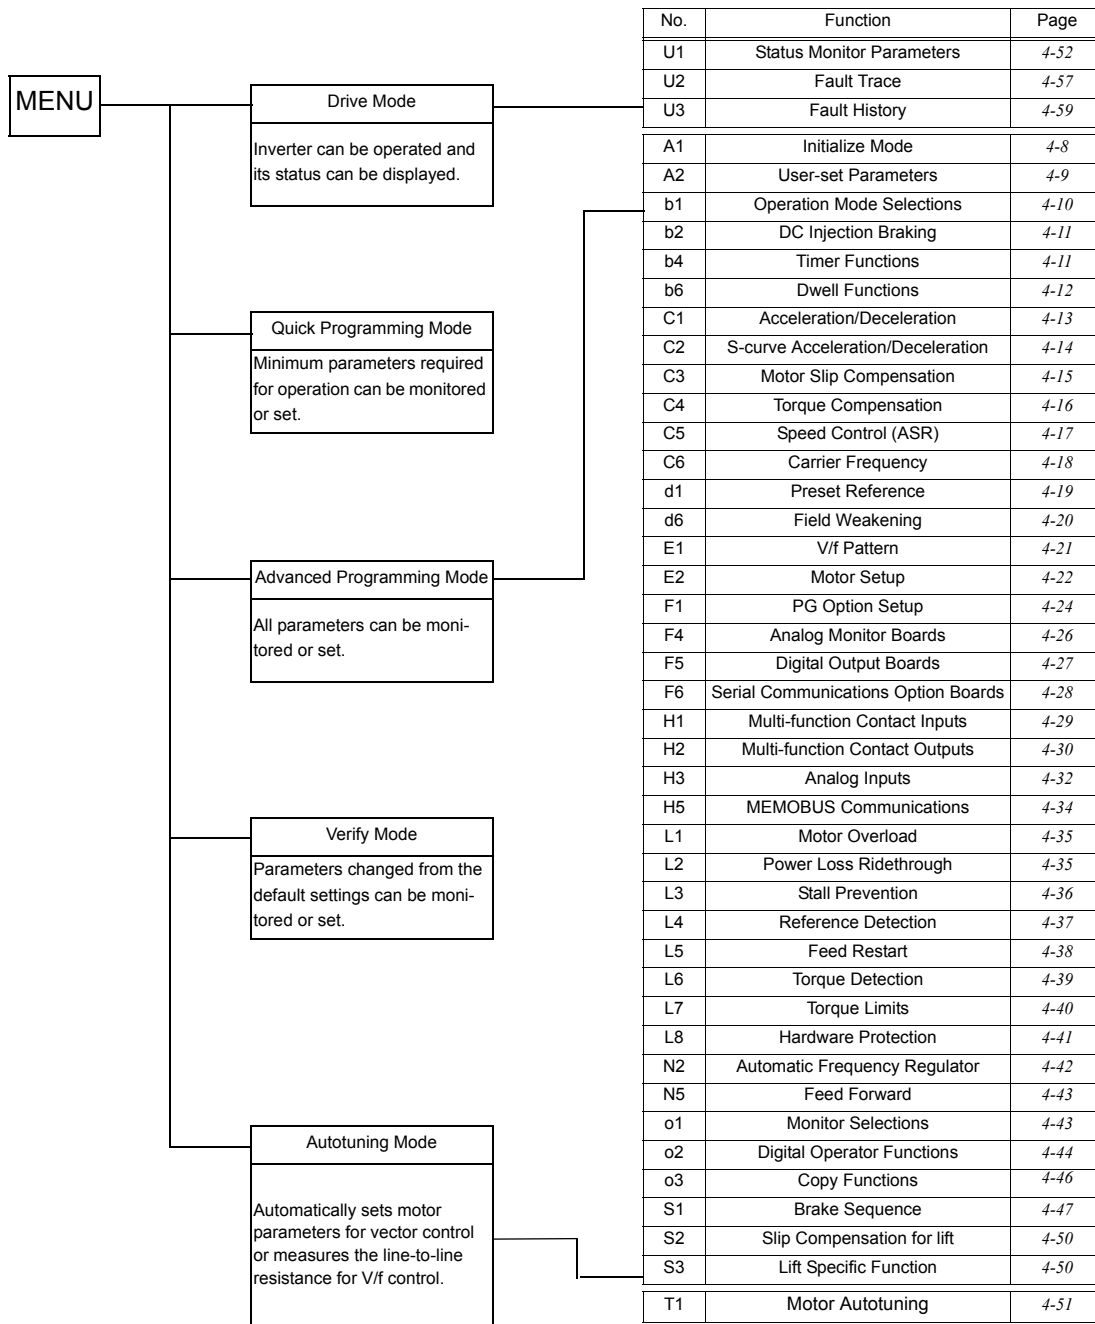 MENU
Drive Mode
Inverter can be operated and
its status can be displayed.
Quick Programming Mode
Minimum parameters required
for operation can be monitored
or set.
Advanced Programming Mode
All parameters can be moni-
tored or set.
Verify Mode
Parameters changed from the
default settings can be moni-
tored or set.
Autotuning Mode
Automatically sets motor
parameters for vector control
or measures the line-to-line
resistance for V/f control.
No. Function Page
U1 Status Monitor Parameters 4-52
U2 Fault Trace 4-57
U3 Fault History 4-59
A1 Initialize Mode 4-8
A2 User-set Parameters 4-9
b1 Operation Mode Selections 4-10
b2 DC Injection Braking 4-11
b4 Timer Functions 4-11
b6 Dwell Functions 4-12
C1 Acceleration/Deceleration 4-13
C2 S-curve Acceleration/Deceleration 4-14
C3 Motor Slip Compensation 4-15
C4 Torque Compensation 4-16
C5 Speed Control (ASR) 4-17
C6 Carrier Frequency 4-18
d1 Preset Reference 4-19
d6 Field Weakening 4-20
E1 V/f Pattern 4-21
E2 Motor Setup 4-22
F1 PG Option Setup 4-24
F4 Analog Monitor Boards 4-26
F5 Digital Output Boards 4-27
F6 Serial Communications Option Boards 4-28
H1 Multi-function Contact Inputs 4-29
H2 Multi-function Contact Outputs 4-30
H3 Analog Inputs 4-32
H5 MEMOBUS Communications 4-34
L1 Motor Overload 4-35
L2 Power Loss Ridethrough 4-35
L3 Stall Prevention 4-36
L4 Reference Detection 4-37
L5 Feed Restart 4-38
L6 Torque Detection 4-39
L7 Torque Limits 4-40
L8 Hardware Protection 4-41
N2 Automatic Frequency Regulator 4-42
N5 Feed Forward 4-43
o1 Monitor Selections 4-43
o2 Digital Operator Functions 4-44
o3 Copy Functions 4-46
S1 Brake Sequence 4-47
S2 Slip Compensation for lift 4-50
S3 Lift Specific Function 4-50
T1 Motor Autotuning 4-51